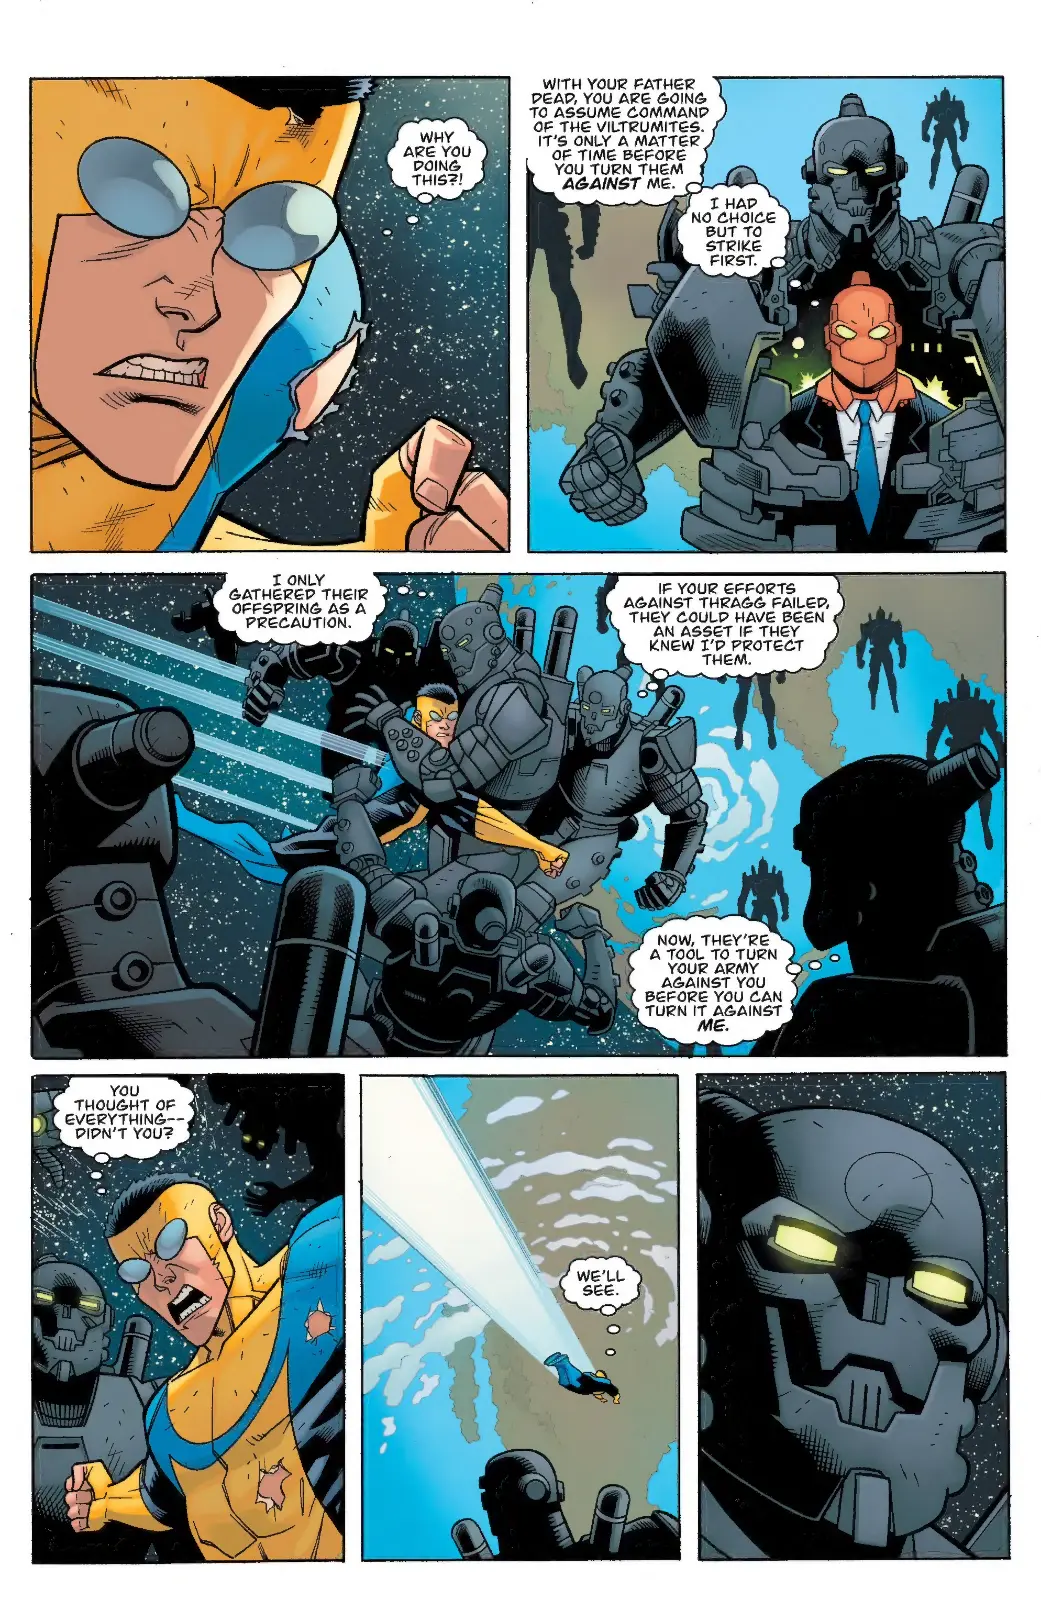 WHY
ARE YOU
DOING
THIS?!
WITH YOUR FATHER
DEAD, YOU ARE GOING
TO ASSUME COMMAND
OF THE VILTRUMITES.
IT'S ONLY A MATTER
OF TIME BEFORE
YOU TURN THEM
AGAINST ME.
I HAD
NO CHOICE
BUT TO
STRIKE
FIRST.
I ONLY
GATHERED THEIR
OFFSPRING AS A
PRECAUTION.
IF YOUR EFFORTS
AGAINST THRAGG FAILED,
THEY COULD HAVE BEEN
AN ASSET IF THEY
KNEW I'D PROTECT
THEM.
NOW, THEY'RE
A TOOL TO TURN
YOUR ARMY
AGAINST YOU
BEFORE YOU CAN
TURN IT AGAINST
ME.
YOU
THOUGHT OF
EVERYTHING--
DIDN'T YOU?
WE'LL
SEE.